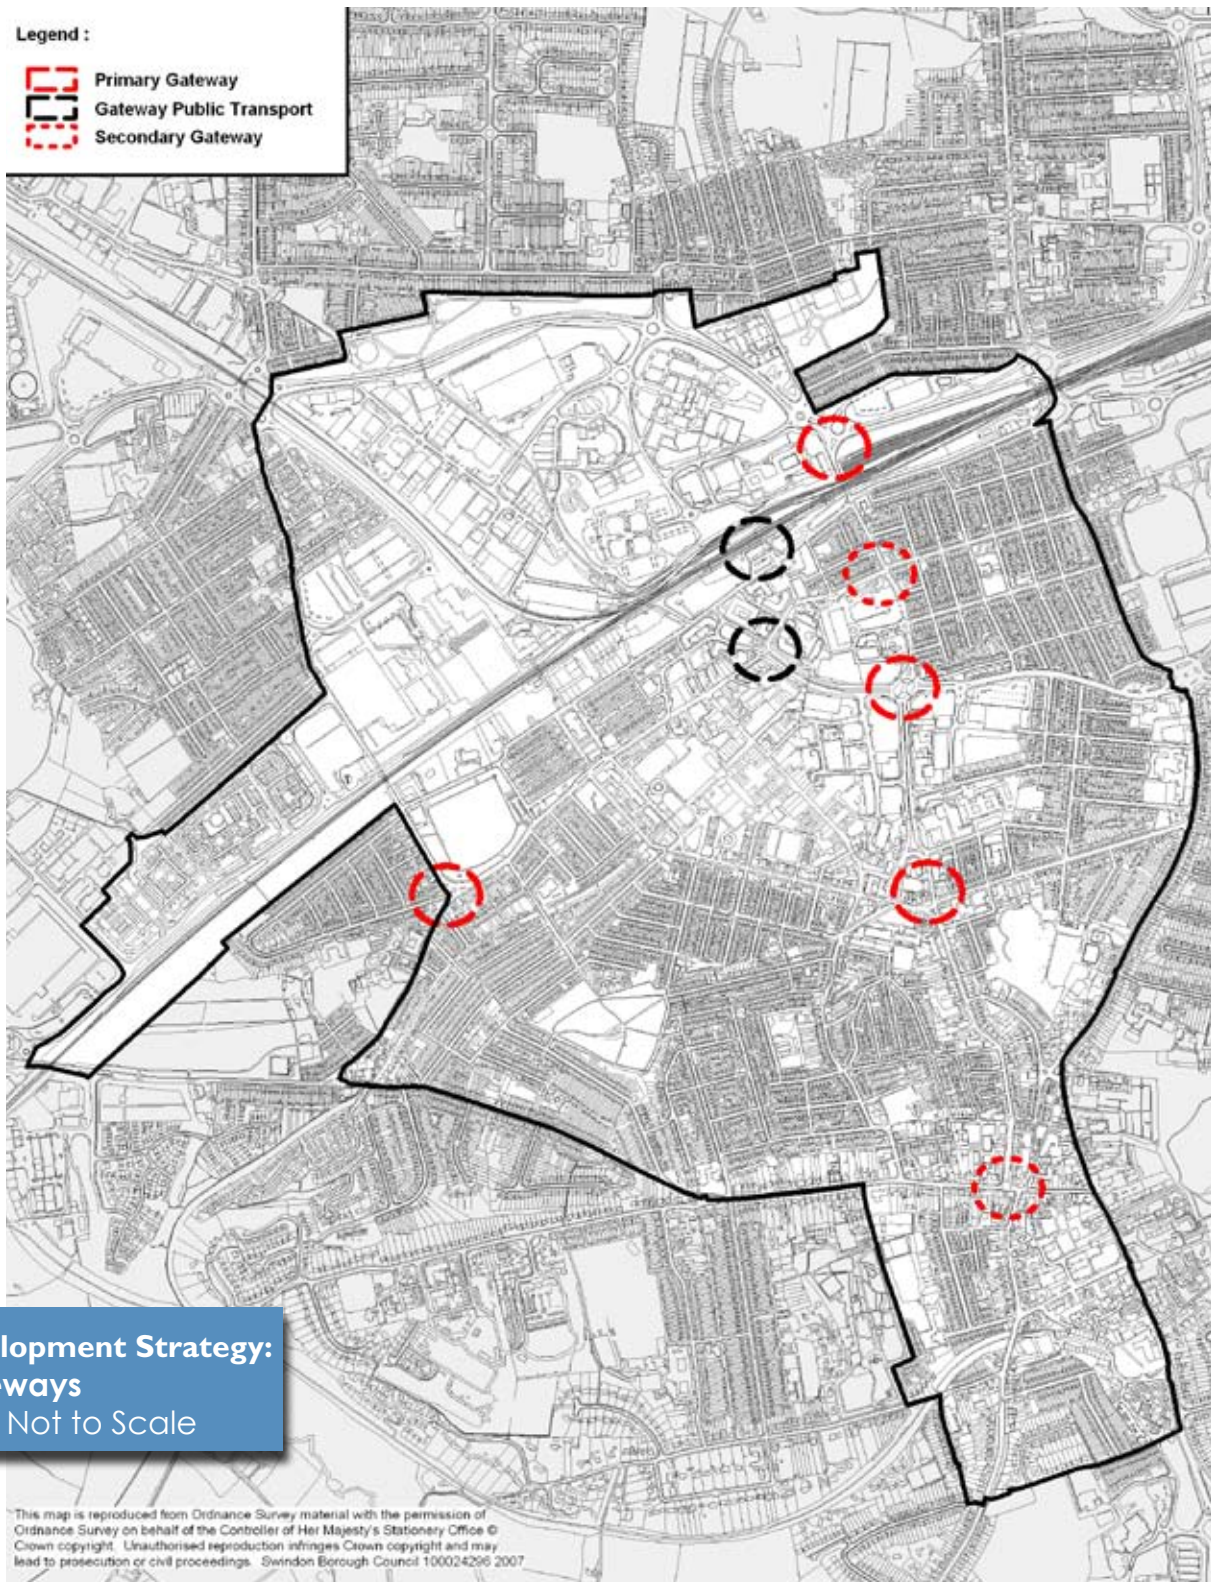 Legend :
Primary Gateway
Gateway Public Transport
Secondary Gateway
lopment Strategy:
eways
Not to Scale
This map is reproduced from Ordnance Survey material with the permission of
Ordnance Survey on behalf of the Controller of Her Majesty's Stationery Office ©
Crown copyright. Unauthorised reproduction infringes Crown copyright and may
lead to prosecution or civil proceedings. Swindon Borough Council 100024296 2007